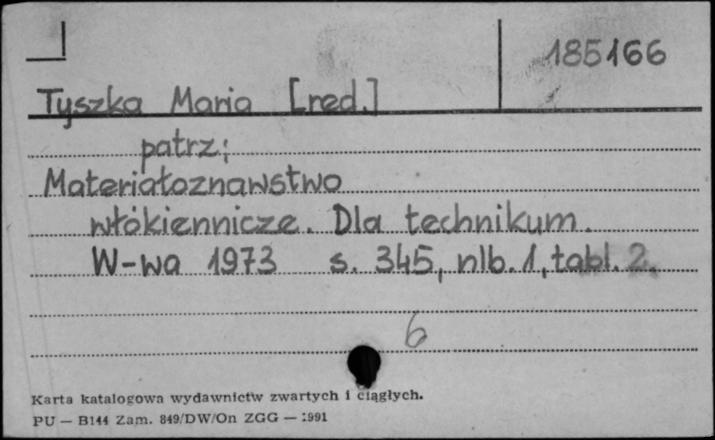 185166
Tyszka Maria [red.]
patrz:
Materiałoznawstwo
włókiennicze. Dla technikum.
W-wa 1973 s. 345, nlb. 1, tabl. 2.
6
Karta katalogowa wydawnictw zwartych i ciągłych.
PU — B144 Zam. 849/DW/On ZGG — 1991